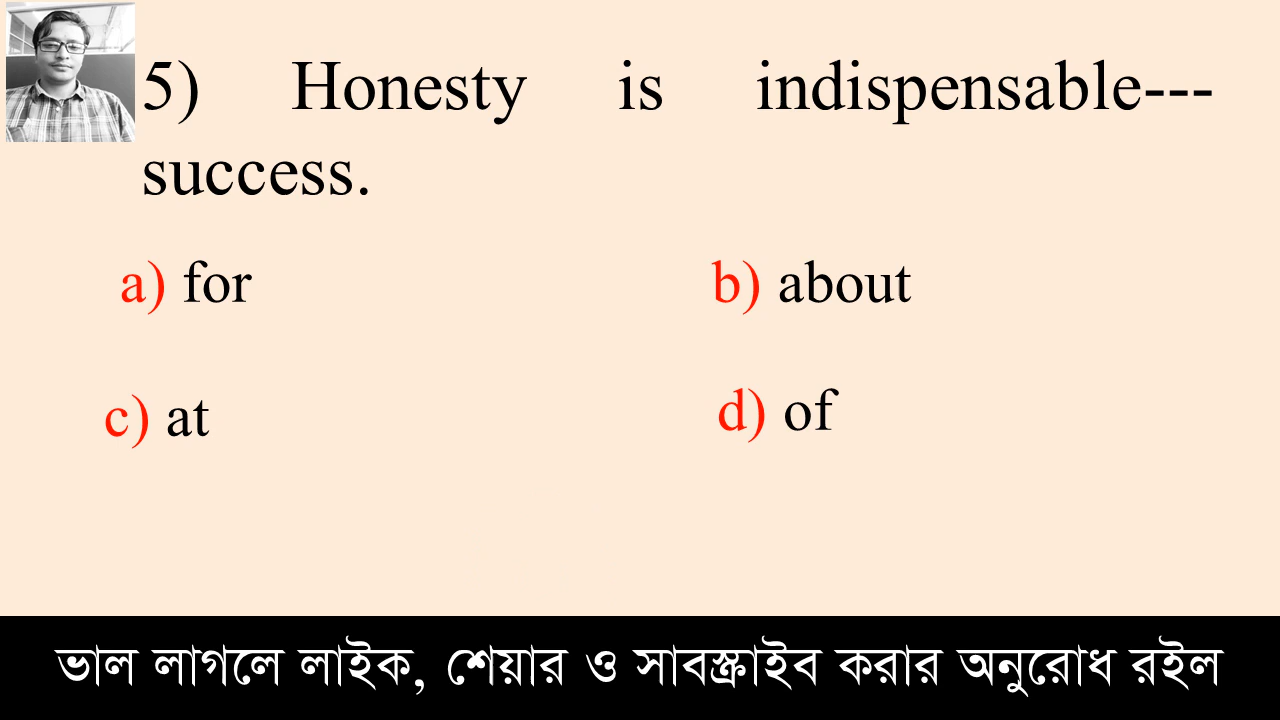 5) Honesty is indispensable---
success.
a) for b) about
c) at d) of
ভাল লাগলে লাইক, শেয়ার ও সাবস্ক্রাইব করার অনুরোধ রইল